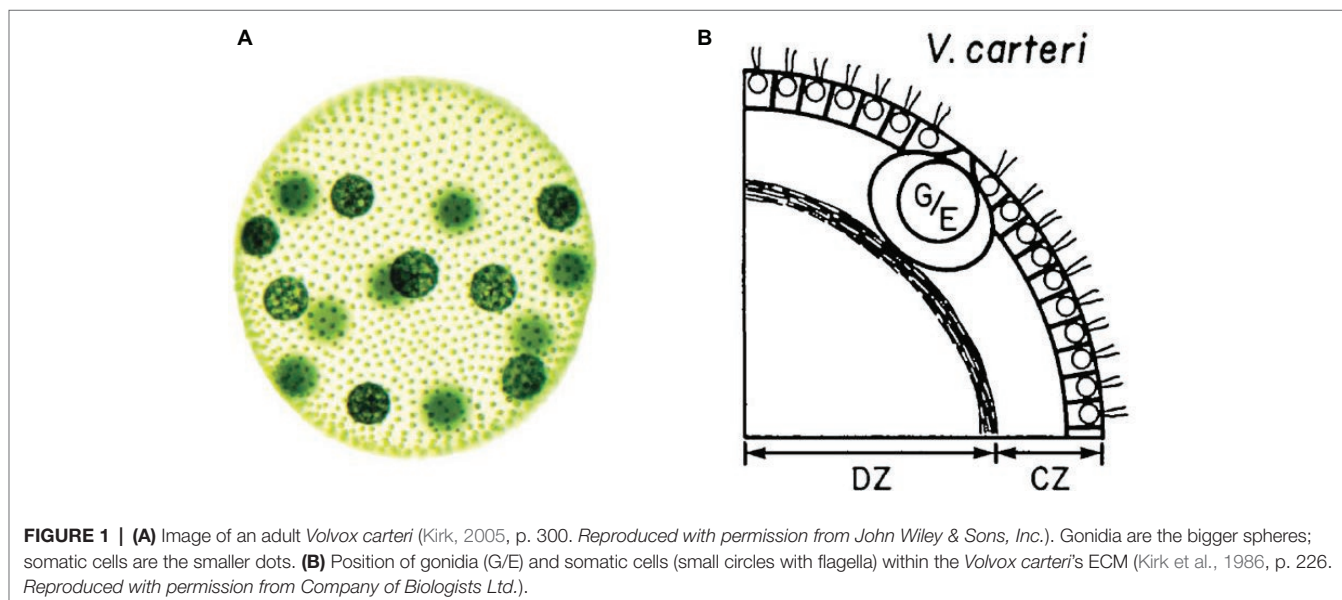 A
B
V. carteri
G/E
DZ
CZ
FIGURE 1 | (A) Image of an adult Volvox carteri (Kirk, 2005, p. 300. Reproduced with permission from John Wiley & Sons, Inc.). Gonidia are the bigger spheres;
somatic cells are the smaller dots. (B) Position of gonidia (G/E) and somatic cells (small circles with flagella) within the Volvox carteri's ECM (Kirk et al., 1986, p. 226.
Reproduced with permission from Company of Biologists Ltd.).